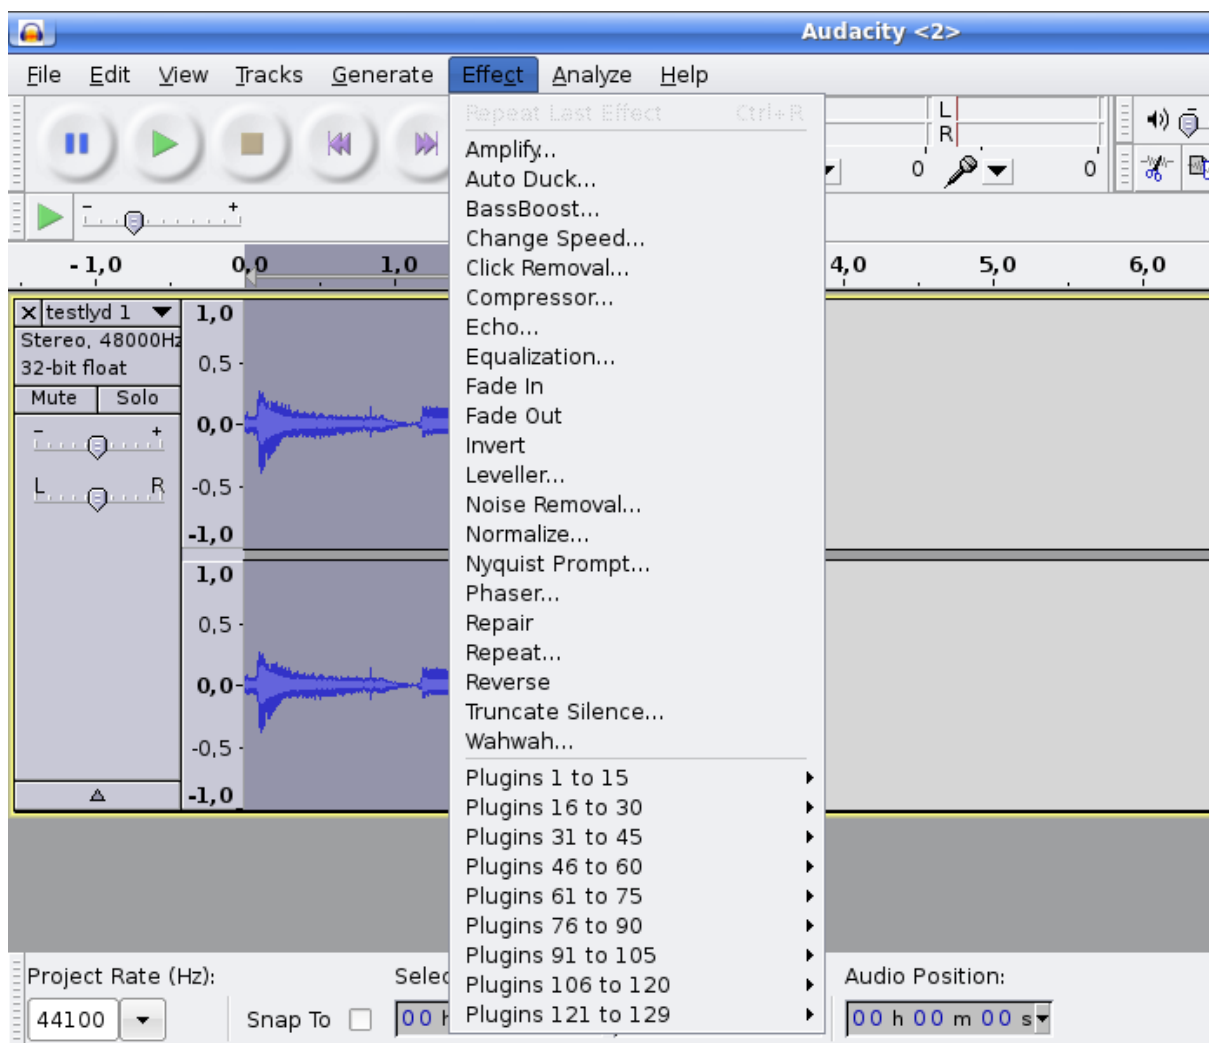 Audacity <2>
File Edit View Tracks Generate Effect Analyze Help
Repeat Last Effect Ctrl+R
L
R
0 0
Amplify...
Auto Duck...
BassBoost...
Change Speed...
Click Removal...
Compressor...
Echo...
Equalization...
Fade In
Fade Out
Invert
Leveller...
Noise Removal...
Normalize...
Nyquist Prompt...
Phaser...
Repair
Repeat...
Reverse
Truncate Silence...
Wahwah...
Plugins 1 to 15
Plugins 16 to 30
Plugins 31 to 45
Plugins 46 to 60
Plugins 61 to 75
Plugins 76 to 90
Plugins 91 to 105
Plugins 106 to 120
Plugins 121 to 129
- +
-1,0 0,0 1,0 4,0 5,0 6,0
testlyd 1
Stereo, 48000Hz
32-bit float
Mute Solo
- +
L R
1,0
0,5
0,0
-0,5
-1,0
1,0
0,5
0,0
-0,5
-1,0
Project Rate (Hz):
44100
Snap To
Selec
00 h
Audio Position:
00 h 00 m 00 s